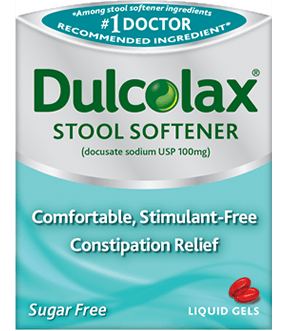 *Among stool softener ingredients
#1 DOCTOR
RECOMMENDED INGREDIENT*
Dulcolax®
STOOL SOFTENER
(docusate sodium USP 100mg)
Comfortable, Stimulant-Free
Constipation Relief
Sugar Free
LIQUID GELS